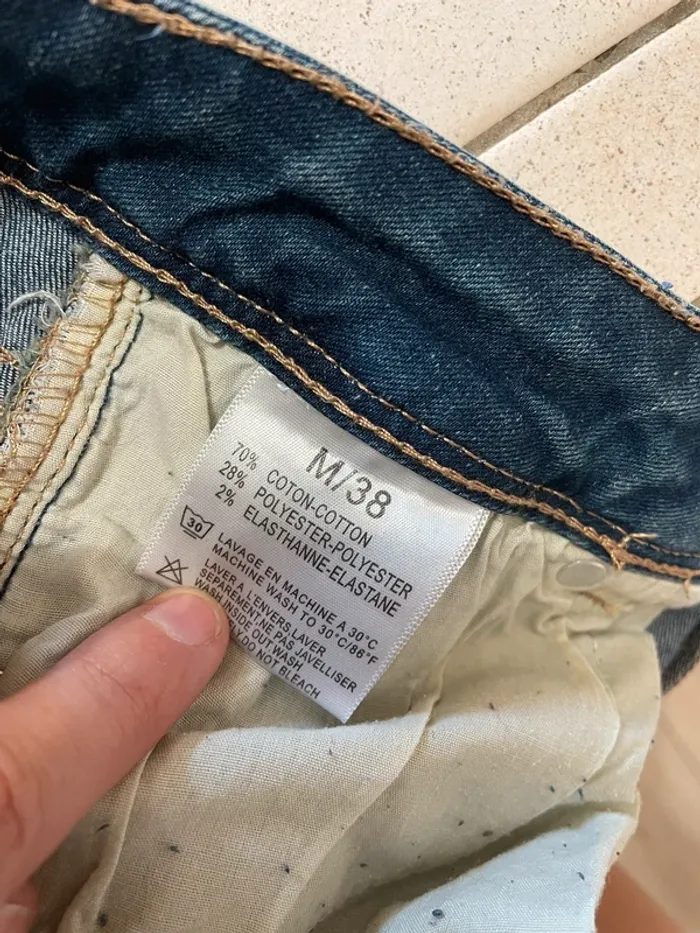 M/38
70% COTON-COTTON
28% POLYESTER-POLYESTER
2% ELASTHANNE-ELASTANE
30
LAVAGE EN MACHINE A 30°C
MACHINE WASH TO 30°C/86°F
LAVER A L'ENVERS LAVER
SEPAREMENT.NE PAS JAVELLISER
WASH INSIDE OUT WASH
Y DO NOT BLEACH